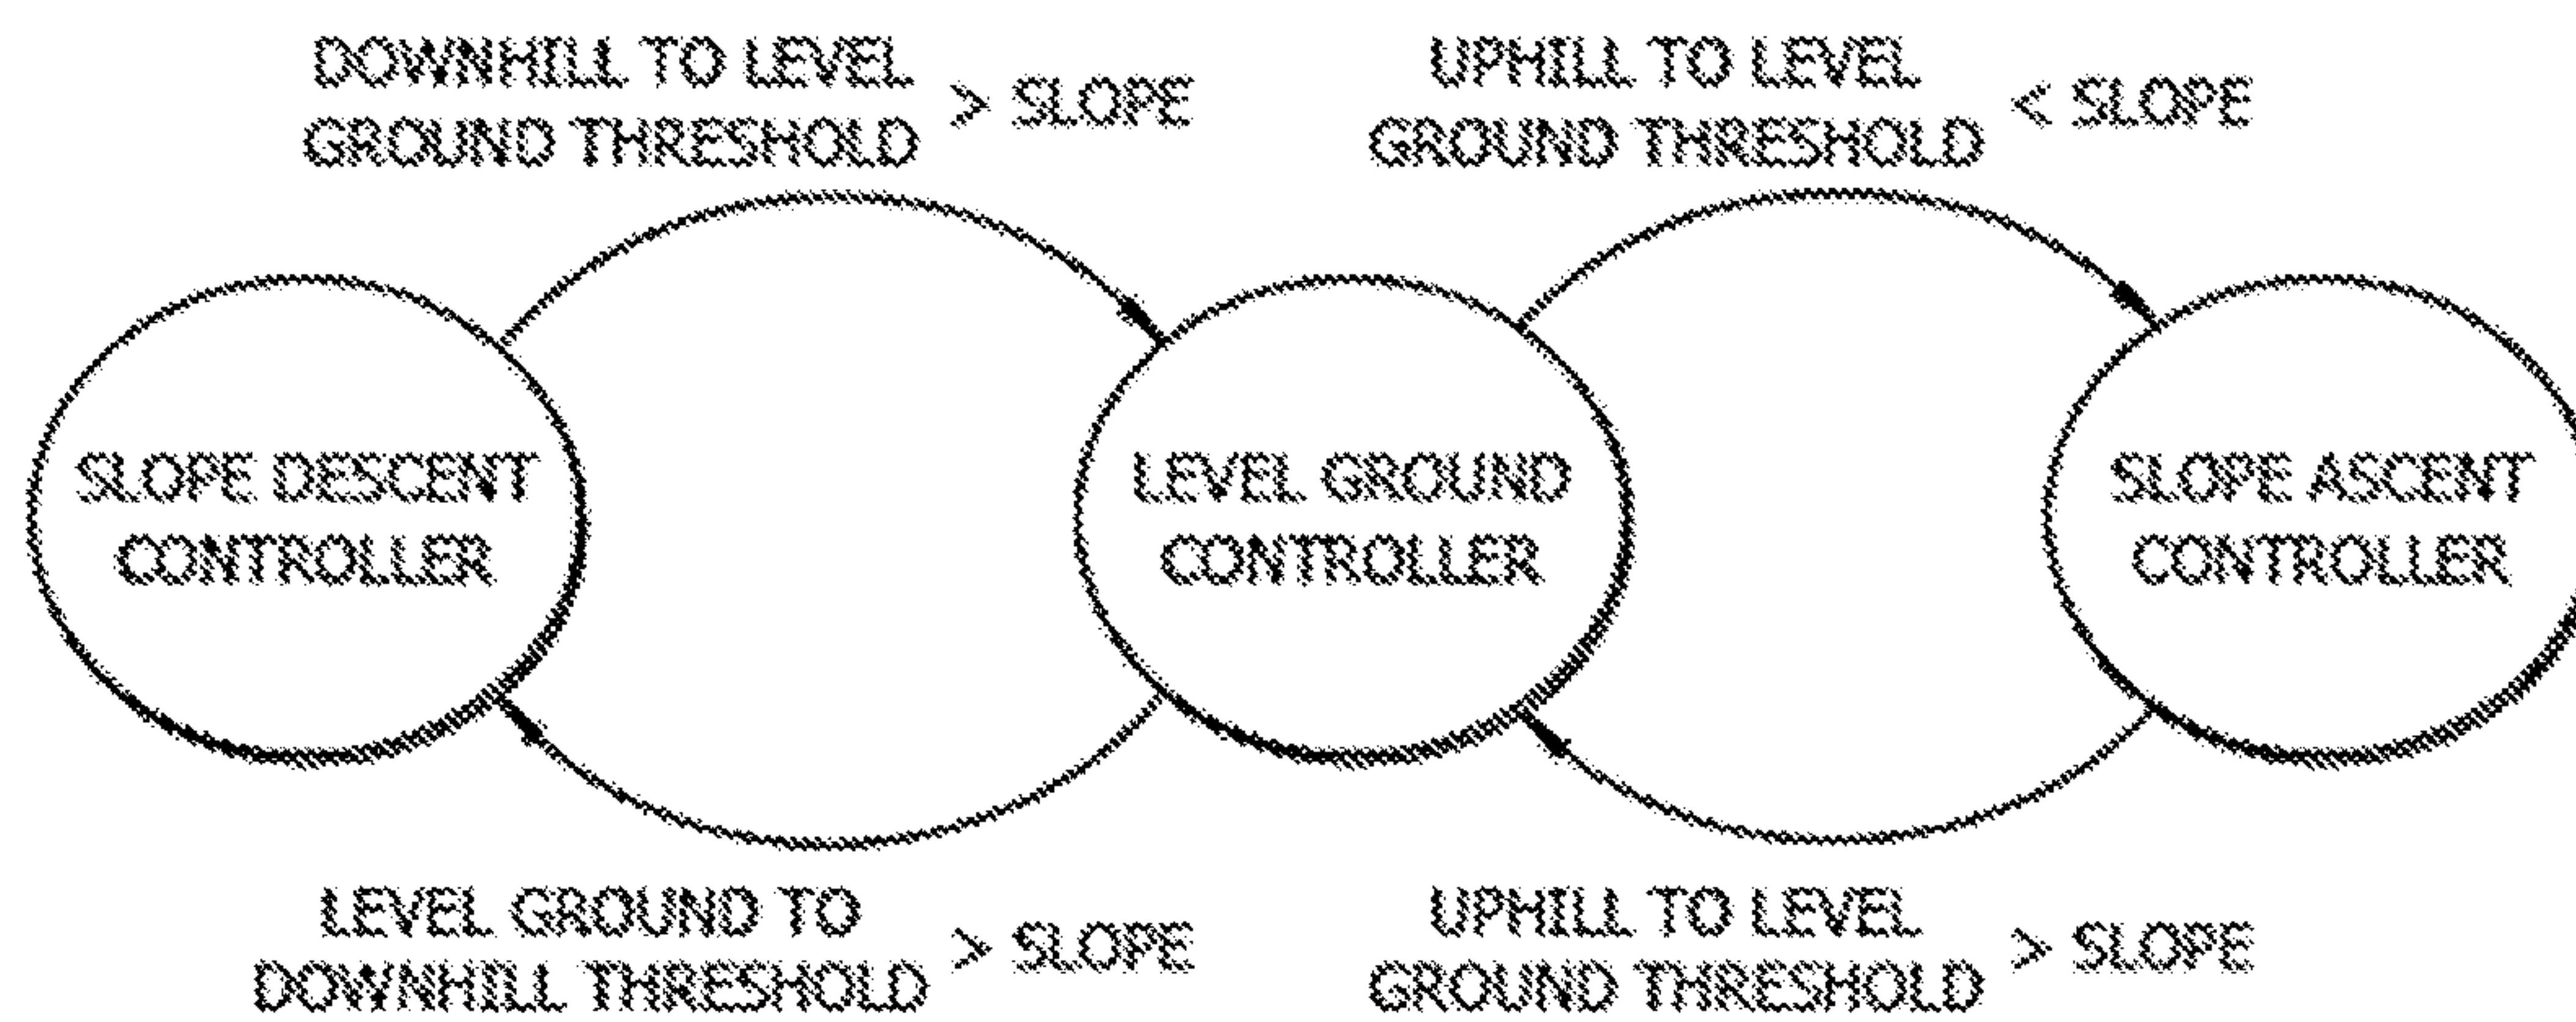 DOWNHILL TO LEVEL
GROUND THRESHOLD > SLOPE
UPHILL TO LEVEL
GROUND THRESHOLD < SLOPE
SLOPE DESCENT
CONTROLLER
LEVEL GROUND
CONTROLLER
SLOPE ASCENT
CONTROLLER
LEVEL GROUND TO
DOWNHILL THRESHOLD > SLOPE
UPHILL TO LEVEL
GROUND THRESHOLD > SLOPE